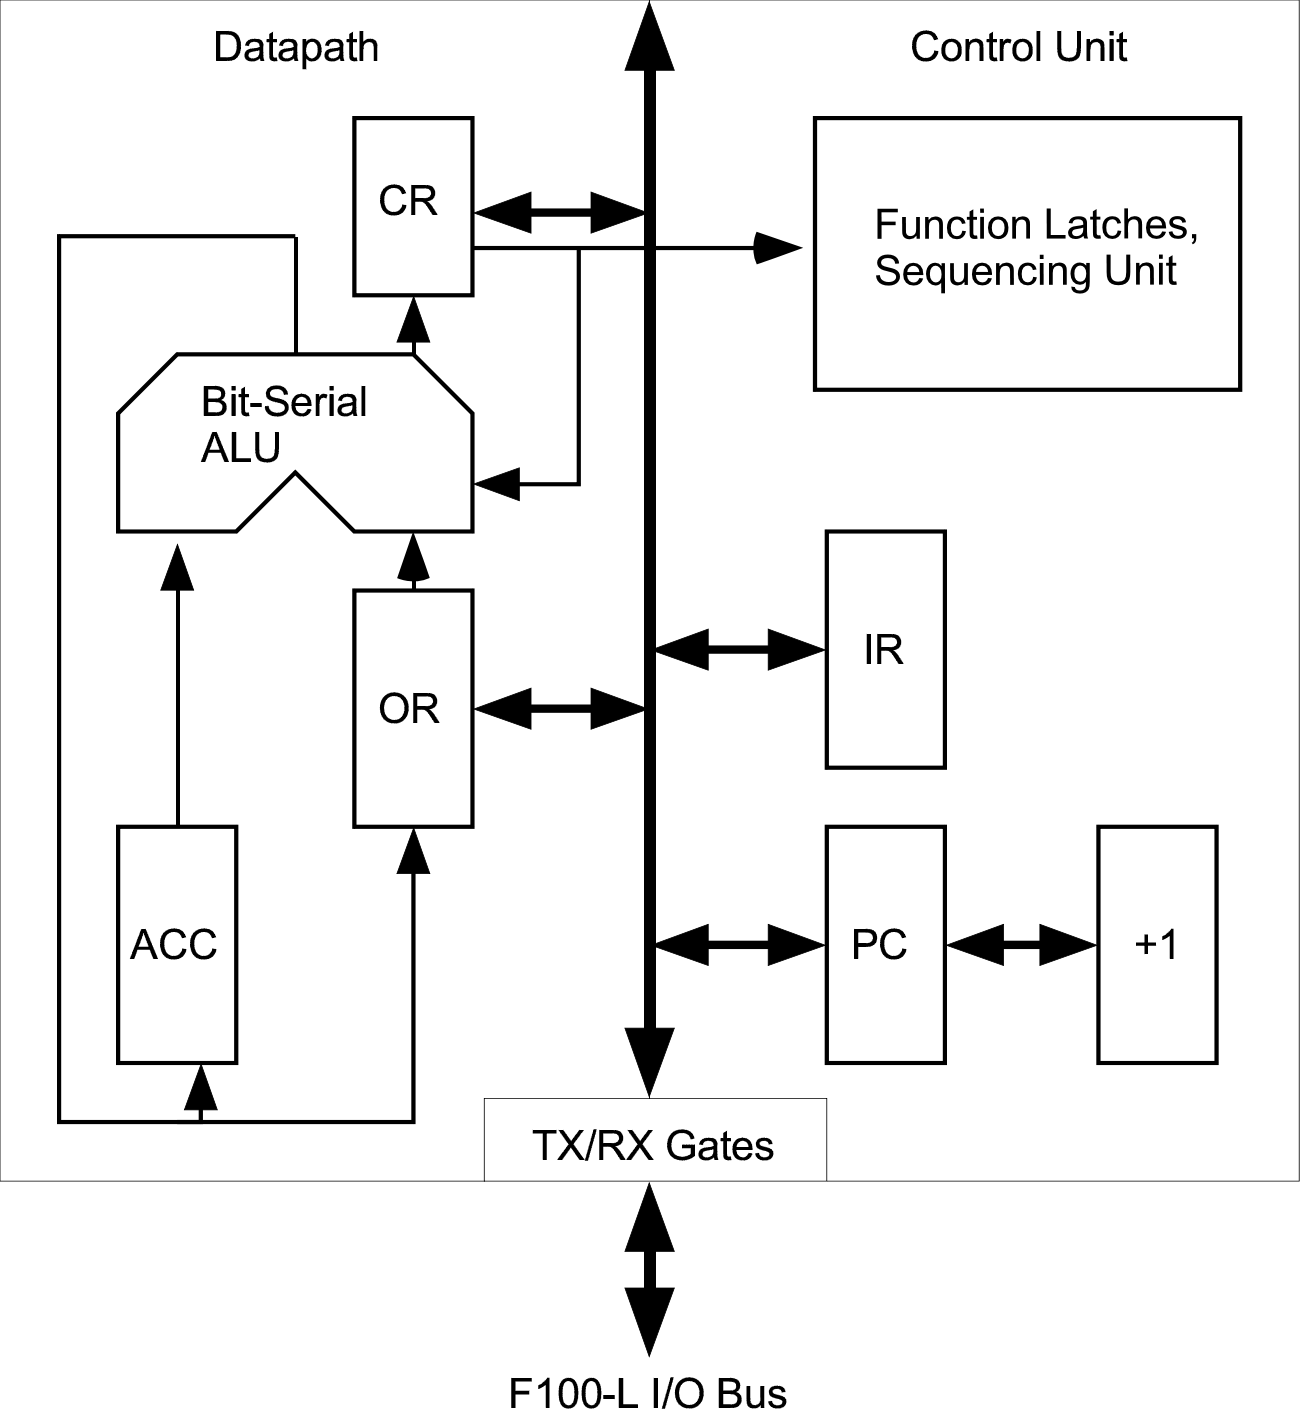 Datapath
Control Unit
CR
Function Latches,
Sequencing Unit
Bit-Serial
ALU
IR
OR
ACC
PC
+1
TX/RX Gates
F100-L I/O Bus